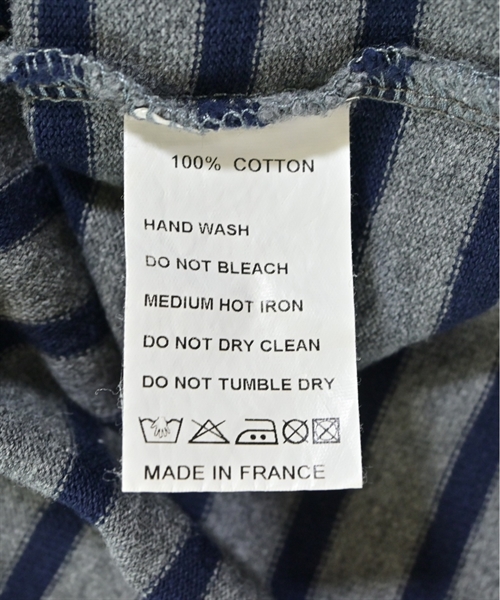 100% COTTON
HAND WASH
DO NOT BLEACH
MEDIUM HOT IRON
DO NOT DRY CLEAN
DO NOT TUMBLE DRY
MADE IN FRANCE